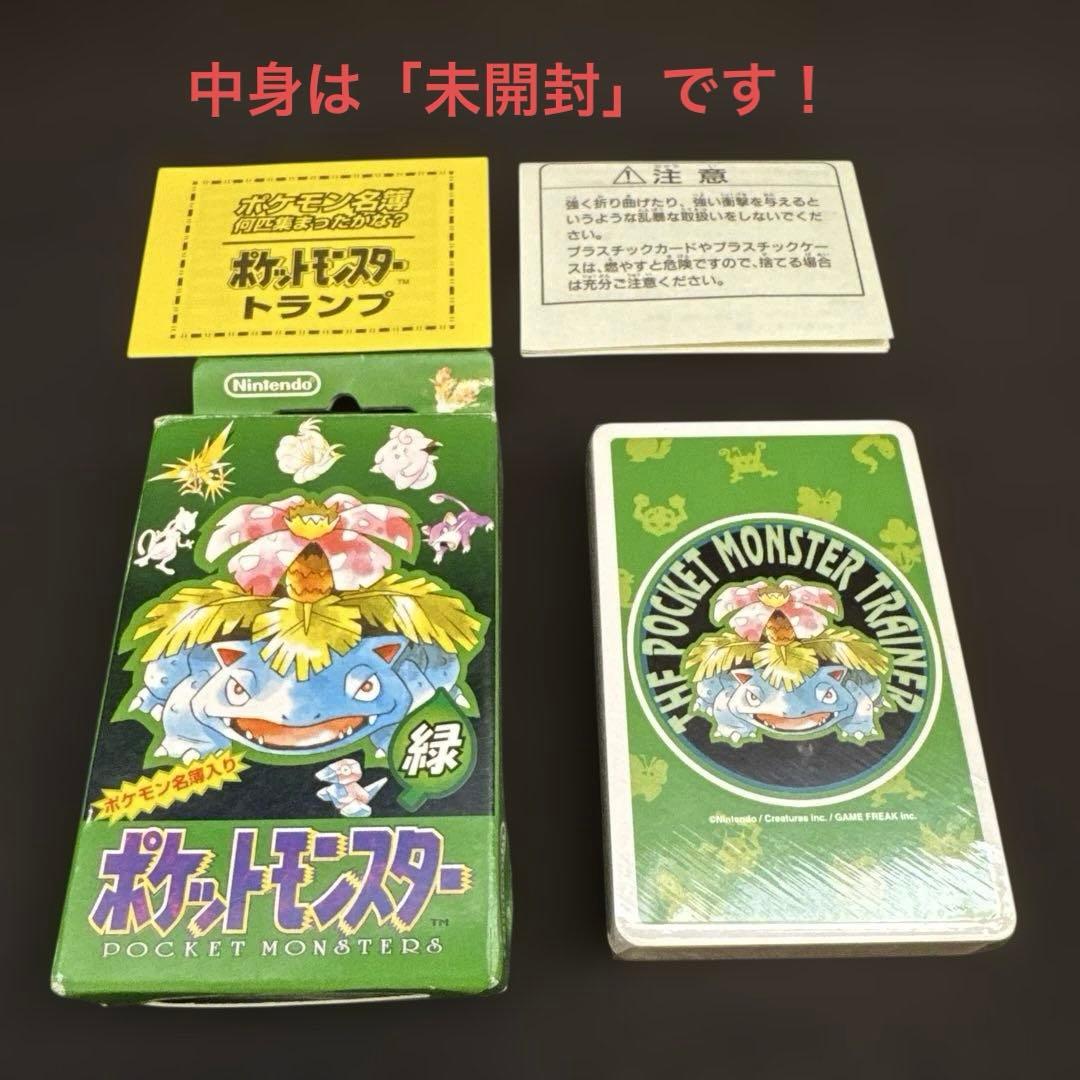 中身は「未開封」です！
ポケモン名簿
何匹集まったかな？
ポケットモンスター™
トランプ
⚠注意
強く折り曲げたり、強い衝撃を与えると
いうような乱暴な取扱いをしないでくだ
さい。
プラスチックカードやプラスチックケー
スは、燃やすと危険ですので、捨てる場合
は充分ご注意ください。
Nintendo®
緑
ポケモン名簿入り
ポケットモンスター™
POCKET MONSTERS
THE POCKET MONSTER TRAINER
©Nintendo / Creatures inc. / GAME FREAK inc.